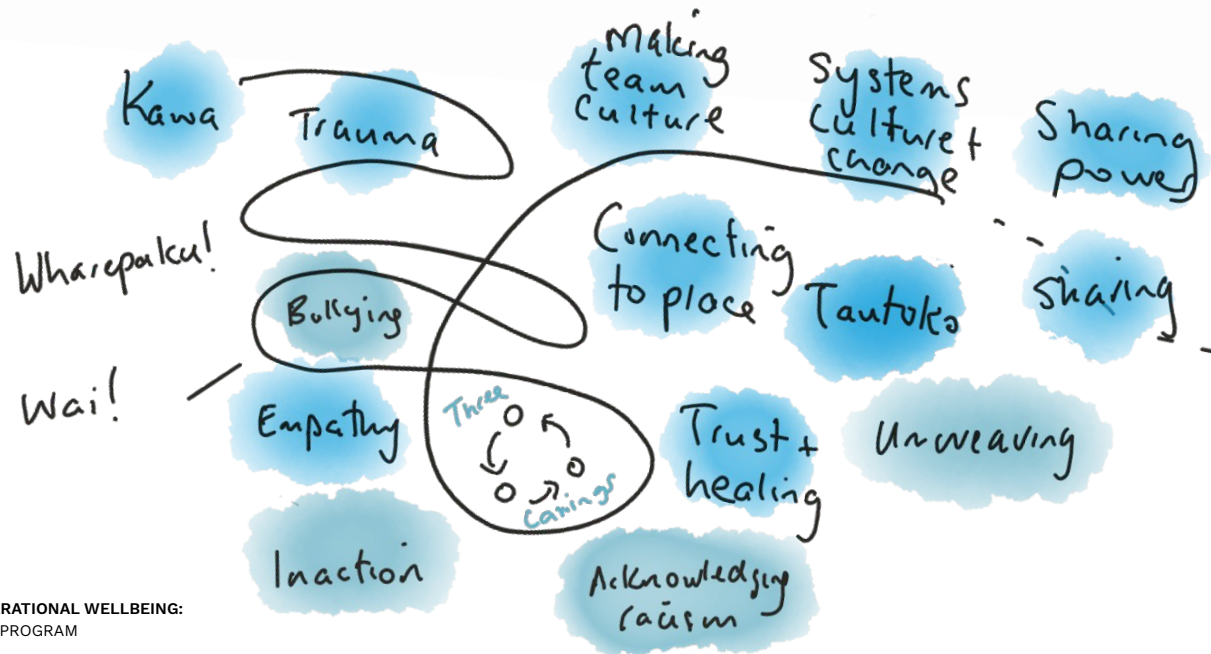 Kawa
Trauma
Making
team
culture
Systems
culture +
change
Sharing
power
Wharepaku!
Connecting
to place
Tautoko
sharing
Bullying
Wai!
Empathy
Three
Carings
Trust +
healing
Unweaving
Inaction
Acknowledging
racism
RATIONAL WELLBEING:
PROGRAM